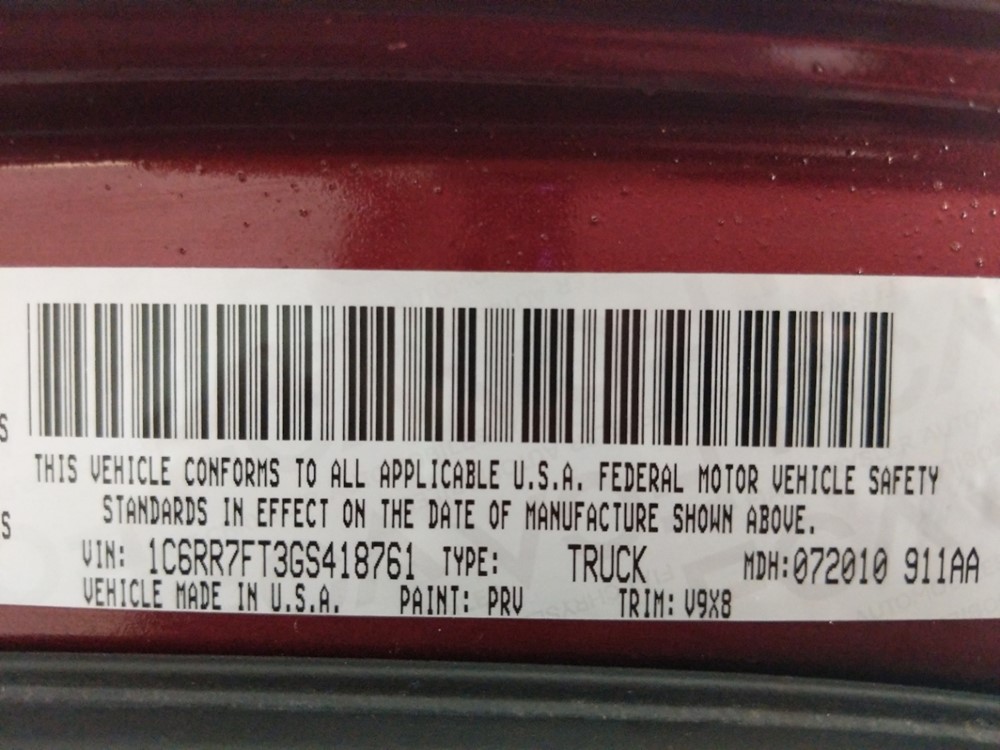 S
THIS VEHICLE CONFORMS TO ALL APPLICABLE U.S.A. FEDERAL MOTOR VEHICLE SAFETY
S
STANDARDS IN EFFECT ON THE DATE OF MANUFACTURE SHOWN ABOVE.
VIN: 1C6RR7FT3GS418761 TYPE: TRUCK MDH:072010 911AA
VEHICLE MADE IN U.S.A. PAINT: PRV TRIM: V9X8